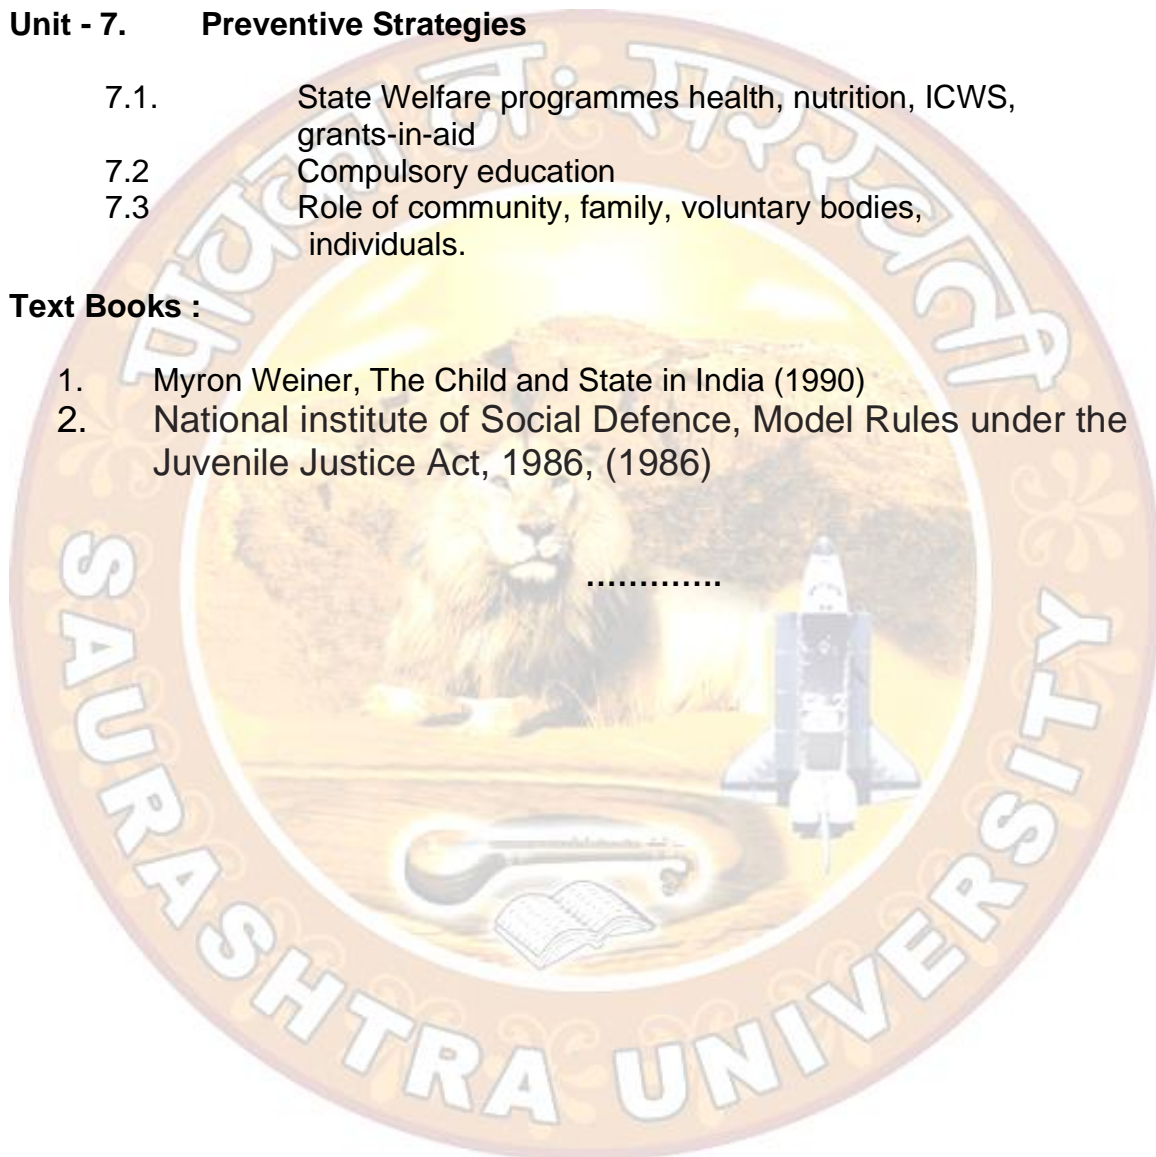 Unit - 7. Preventive Strategies
7.1. State Welfare programmes health, nutrition, ICWS,
grants-in-aid
7.2 Compulsory education
7.3 Role of community, family, voluntary bodies,
individuals.
Text Books :
1. Myron Weiner, The Child and State in India (1990)
2. National institute of Social Defence, Model Rules under the
Juvenile Justice Act, 1986, (1986)
.............
पावका नः सरस्वती
SAURASHTRA UNIVERSITY